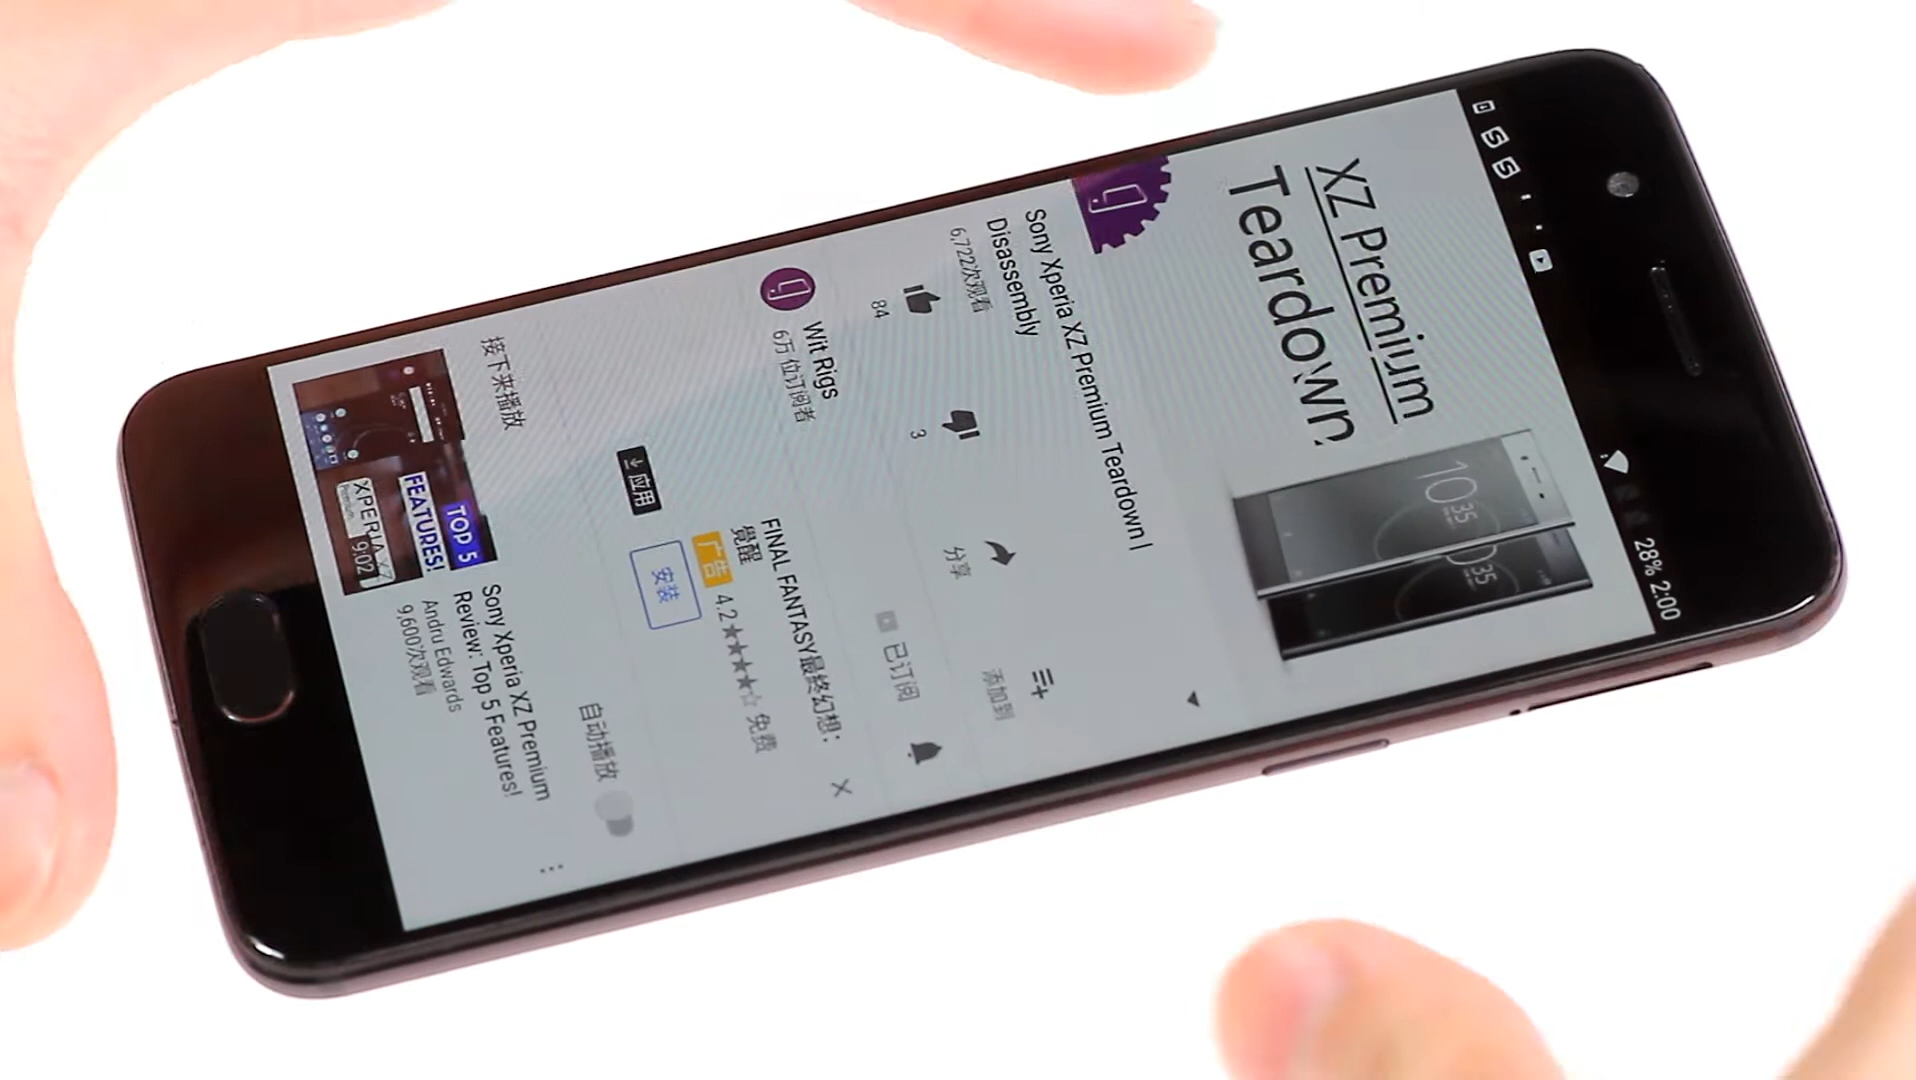 28% 2:00
XZ Premium
Teardown
10 35
35
Sony Xperia XZ Premium Teardown |
Disassembly
6,722次观看
84
3
分享
添加到
Wit Rigs
6万 位订阅者
已订阅
FINAL FANTASY最终幻想：
觉醒
广告 4.2★★★★☆ 免费
应用
安装
接下来播放
自动播放
TOP 5
FEATURES!
XPERIA XZ
Premium
9:02
Sony Xperia XZ Premium
Review: Top 5 Features!
Andru Edwards
9,600次观看